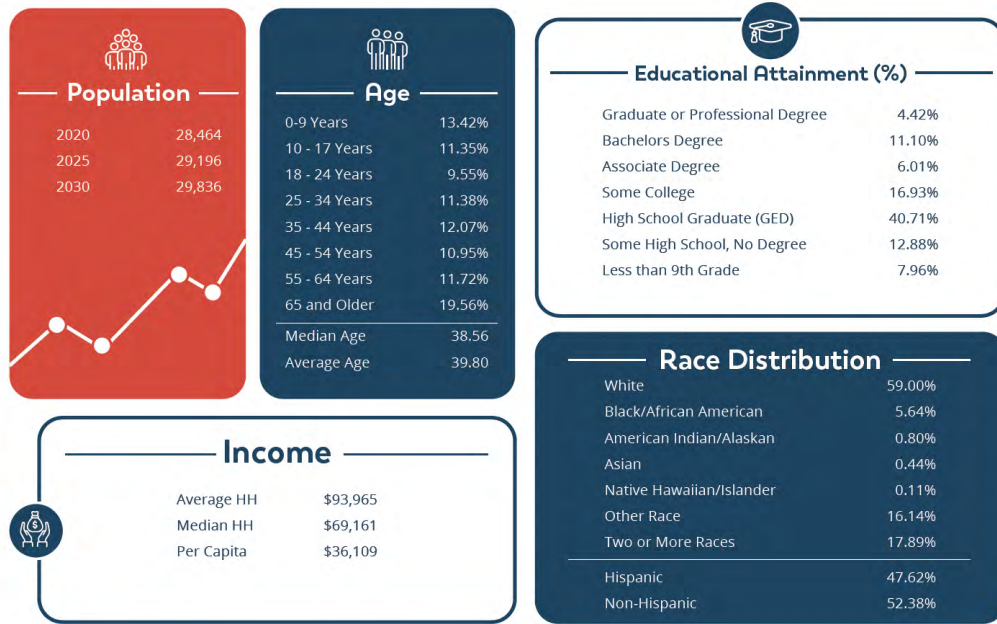 Population
2020 28,464
2025 29,196
2030 29,836
Age
0-9 Years 13.42%
10 - 17 Years 11.35%
18 - 24 Years 9.55%
25 - 34 Years 11.38%
35 - 44 Years 12.07%
45 - 54 Years 10.95%
55 - 64 Years 11.72%
65 and Older 19.56%
Median Age 38.56
Average Age 39.80
Educational Attainment (%)
Graduate or Professional Degree 4.42%
Bachelors Degree 11.10%
Associate Degree 6.01%
Some College 16.93%
High School Graduate (GED) 40.71%
Some High School, No Degree 12.88%
Less than 9th Grade 7.96%
Income
Average HH $93,965
Median HH $69,161
Per Capita $36,109
$
Race Distribution
White 59.00%
Black/African American 5.64%
American Indian/Alaskan 0.80%
Asian 0.44%
Native Hawaiian/Islander 0.11%
Other Race 16.14%
Two or More Races 17.89%
Hispanic 47.62%
Non-Hispanic 52.38%